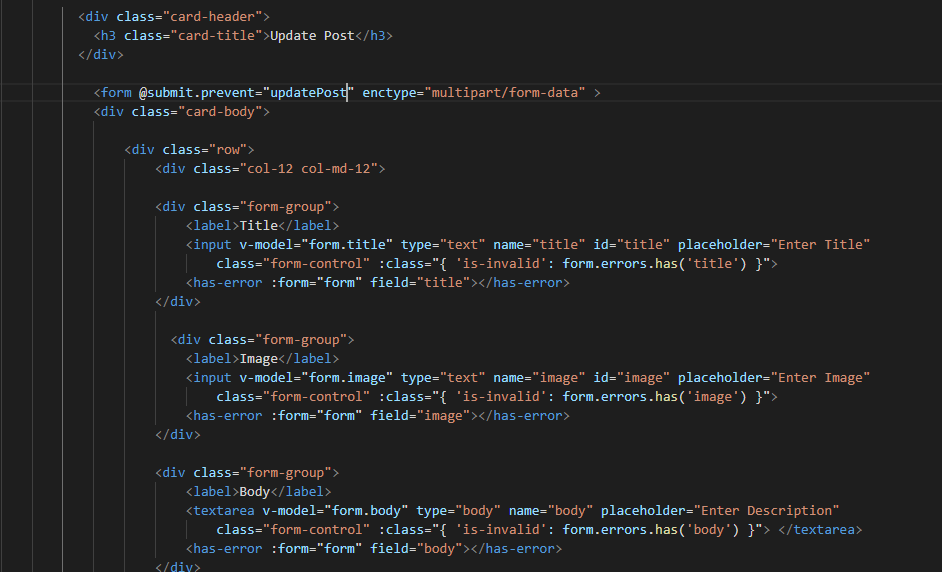 <div class="card-header">
<h3 class="card-title">Update Post</h3>
</div>
<form @submit.prevent="updatePost" enctype="multipart/form-data" >
<div class="card-body">
<div class="row">
<div class="col-12 col-md-12">
<div class="form-group">
<label>Title</label>
<input v-model="form.title" type="text" name="title" id="title" placeholder="Enter Title"
class="form-control" :class="{ 'is-invalid': form.errors.has('title') }">
<has-error :form="form" field="title"></has-error>
</div>
<div class="form-group">
<label>Image</label>
<input v-model="form.image" type="text" name="image" id="image" placeholder="Enter Image"
class="form-control" :class="{ 'is-invalid': form.errors.has('image') }">
<has-error :form="form" field="image"></has-error>
</div>
<div class="form-group">
<label>Body</label>
<textarea v-model="form.body" type="body" name="body" placeholder="Enter Description"
class="form-control" :class="{ 'is-invalid': form.errors.has('body') }"> </textarea>
<has-error :form="form" field="body"></has-error>
</div>